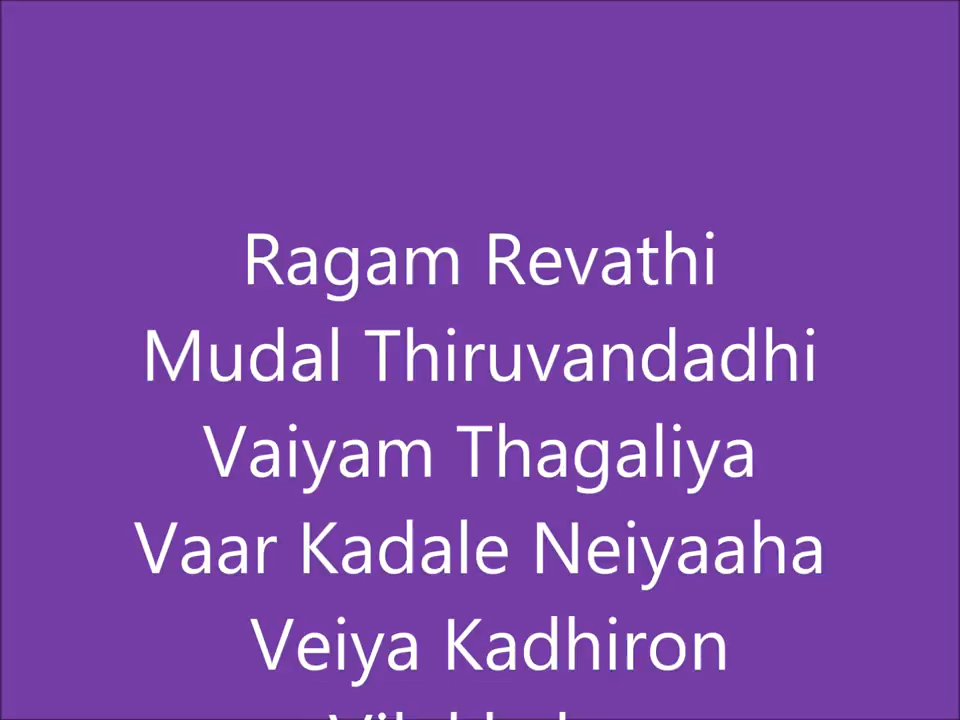 Ragam Revathi
Mudal Thiruvandadhi
Vaiyam Thagaliya
Vaar Kadale Neiyaaha
Veiya Kadhiron